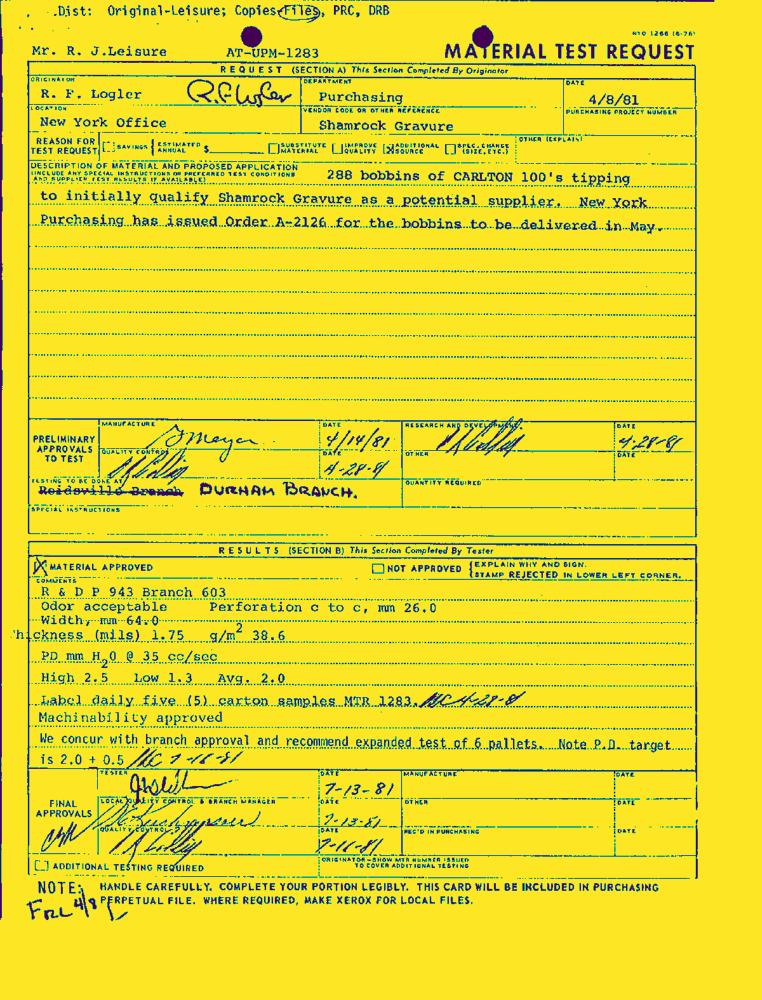 .Dist: Original-Leisure; Copies-Files, PRC, DRB
NYO 1266 (6-76)
Mr. R. J.Leisure AT-UPM-1283 MATERIAL TEST REQUEST
REQUEST (SECTION A) This Section Completed By Originator
ORIGINATOR DEPARTMENT DATE
R. F. Logler Purchasing 4/8/81
LOCATION VENDOR CODE OR OTHER REFERENCE PURCHASING PROJECT NUMBER
New York Office Shamrock Gravure
REASON FOR TEST REQUEST SAVINGS ESTIMATED ANNUAL $ SUBSTITUTE MATERIAL IMPROVE QUALITY X ADDITIONAL SOURCE SPEC. CHANGE (SIZE, ETC.) OTHER (EXPLAIN)
DESCRIPTION OF MATERIAL AND PROPOSED APPLICATION
(INCLUDE ANY SPECIAL INSTRUCTIONS OR PREFERRED TEST CONDITIONS
AND SUPPLIER TEST RESULTS IF AVAILABLE)
288 bobbins of CARLTON 100's tipping
to initially qualify Shamrock Gravure as a potential supplier. New York
Purchasing has issued Order A-2126 for the bobbins to be delivered in May.
PRELIMINARY APPROVALS TO TEST
MANUFACTURE DATE RESEARCH AND DEVELOPMENT DATE
J Meyer 4/14/81 4-28-81
QUALITY CONTROL DATE OTHER DATE
4-28-81
TESTING TO BE DONE AT QUANTITY REQUIRED
Reidsville Branch DURHAM BRANCH.
SPECIAL INSTRUCTIONS
RESULTS (SECTION B) This Section Completed By Tester
X MATERIAL APPROVED NOT APPROVED (EXPLAIN WHY AND SIGN.
(STAMP REJECTED IN LOWER LEFT CORNER.
COMMENTS
R & D P 943 Branch 603
Odor acceptable Perforation c to c, mm 26.0
Width, mm 64.0
hickness (mils) 1.75 g/m2 38.6
PD mm H2O @ 35 cc/sec
High 2.5 Low 1.3 Avg. 2.0
Label daily five (5) carton samples MTR 1283. 4-28-81
Machinability approved
We concur with branch approval and recommend expanded test of 6 pallets. Note P.D. target
is 2.0 + 0.5 7-16-81
FINAL APPROVALS
TESTER DATE MANUFACTURE DATE
7-13-81
LOCAL QUALITY CONTROL & BRANCH MANAGER DATE OTHER DATE
7-13-81
QUALITY CONTROL DATE REC'D IN PURCHASING DATE
7-16-81
ADDITIONAL TESTING REQUIRED ORIGINATOR-SHOW MTR NUMBER ISSUED
TO COVER ADDITIONAL TESTING
NOTE: HANDLE CAREFULLY. COMPLETE YOUR PORTION LEGIBLY. THIS CARD WILL BE INCLUDED IN PURCHASING
PERPETUAL FILE. WHERE REQUIRED, MAKE XEROX FOR LOCAL FILES.